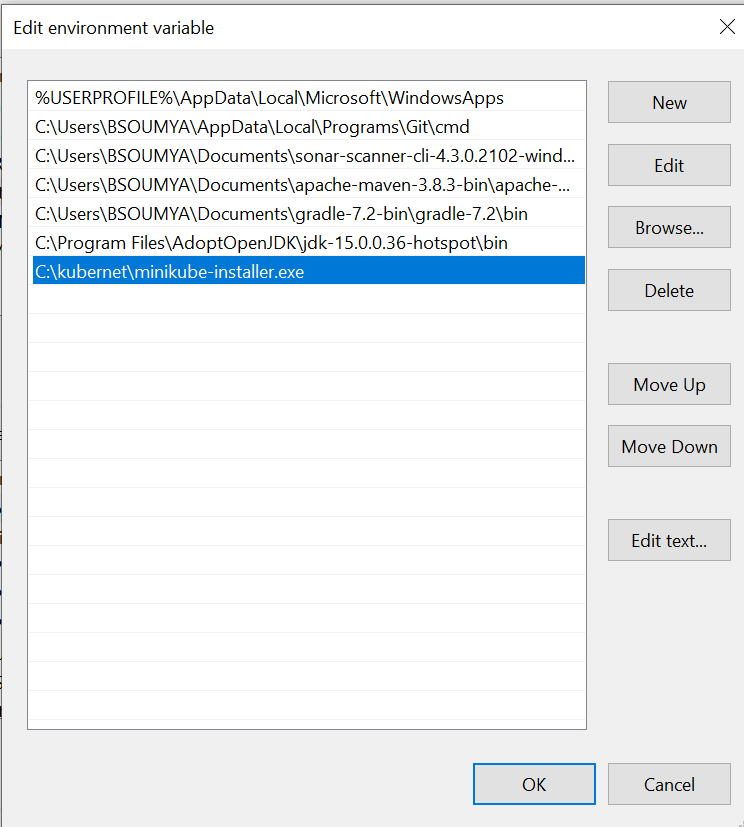 Edit environment variable
%USERPROFILE%\AppData\Local\Microsoft\WindowsApps
C:\Users\BSOUMYA\AppData\Local\Programs\Git\cmd
C:\Users\BSOUMYA\Documents\sonar-scanner-cli-4.3.0.2102-wind...
C:\Users\BSOUMYA\Documents\apache-maven-3.8.3-bin\apache-...
C:\Users\BSOUMYA\Documents\gradle-7.2-bin\gradle-7.2\bin
C:\Program Files\AdoptOpenJDK\jdk-15.0.0.36-hotspot\bin
C:\kubernet\minikube-installer.exe
New
Edit
Browse...
Delete
Move Up
Move Down
Edit text...
OK
Cancel